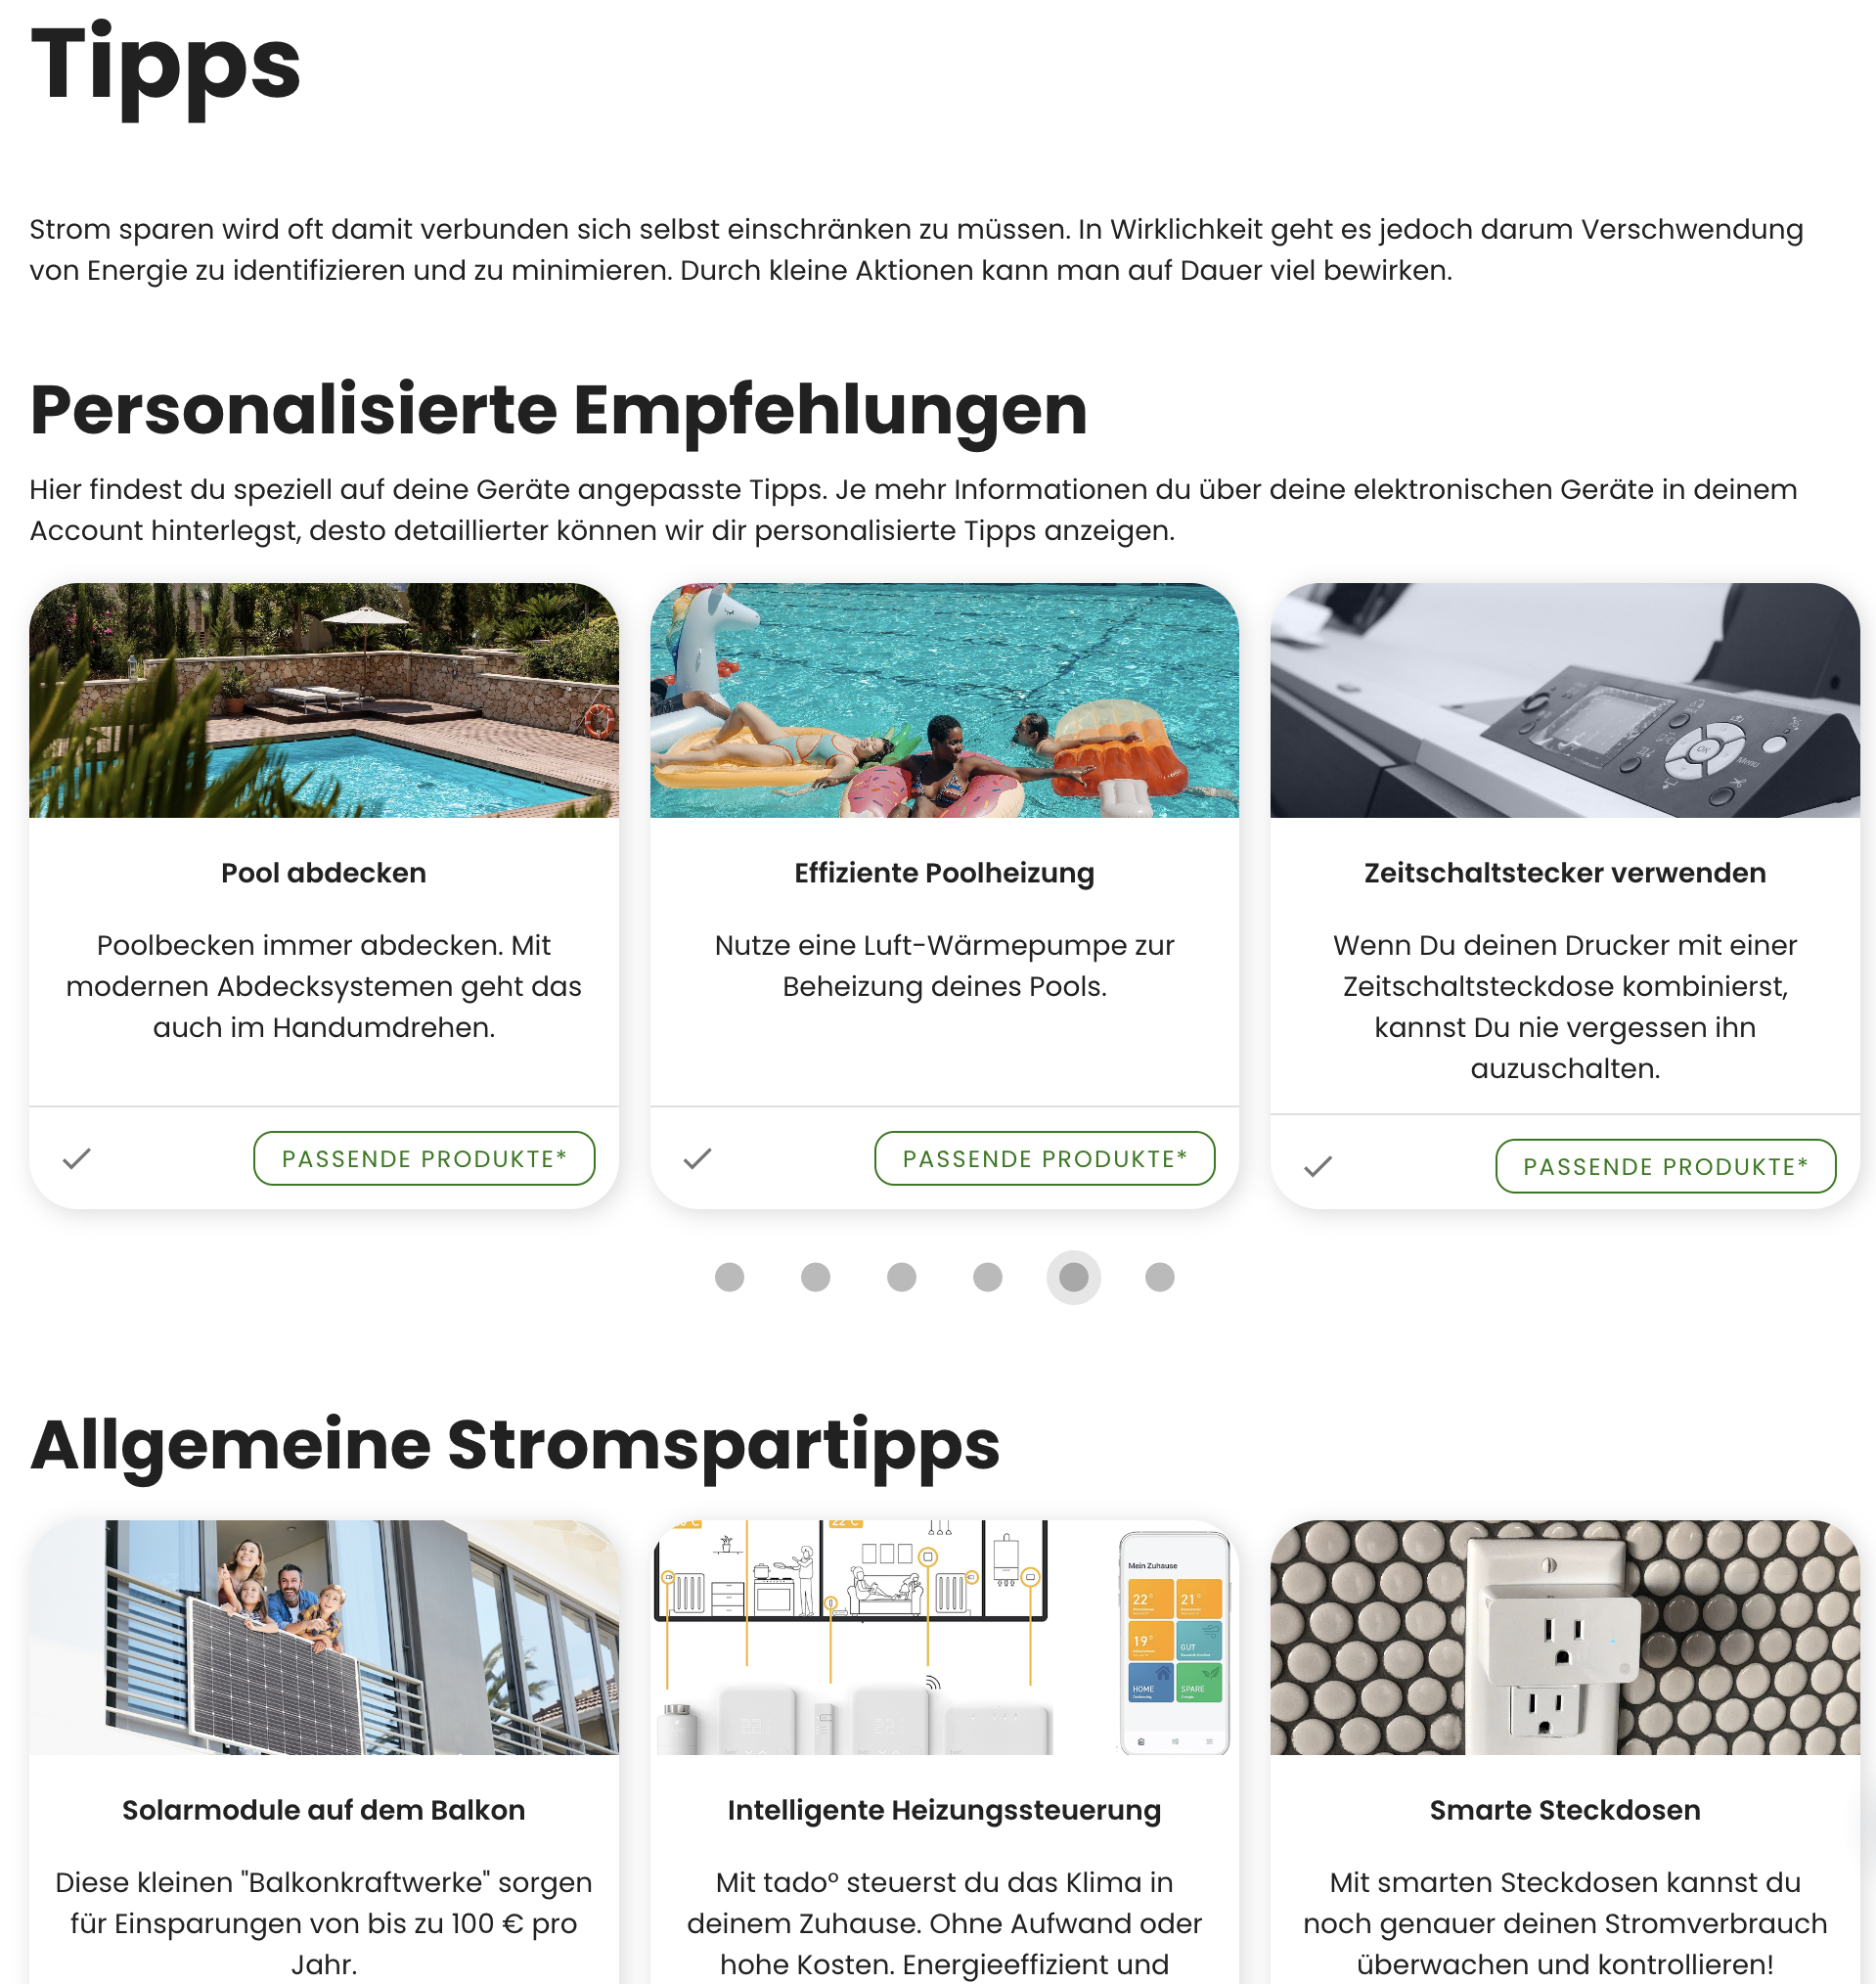 Tipps
Strom sparen wird oft damit verbunden sich selbst einschränken zu müssen. In Wirklichkeit geht es jedoch darum Verschwendung
von Energie zu identifizieren und zu minimieren. Durch kleine Aktionen kann man auf Dauer viel bewirken.
Personalisierte Empfehlungen
Hier findest du speziell auf deine Geräte angepasste Tipps. Je mehr Informationen du über deine elektronischen Geräte in deinem
Account hinterlegst, desto detaillierter können wir dir personalisierte Tipps anzeigen.
OK
Menu
Pool abdecken
Poolbecken immer abdecken. Mit
modernen Abdecksystemen geht das
auch im Handumdrehen.
PASSENDE PRODUKTE*
Effiziente Poolheizung
Nutze eine Luft-Wärmepumpe zur
Beheizung deines Pools.
PASSENDE PRODUKTE*
Zeitschaltstecker verwenden
Wenn Du deinen Drucker mit einer
Zeitschaltsteckdose kombinierst,
kannst Du nie vergessen ihn
auzuschalten.
PASSENDE PRODUKTE*
Allgemeine Stromspartipps
Mein Zuhause
22°
21°
19°
GUT
HOME
SPARE
Solarmodule auf dem Balkon
Diese kleinen "Balkonkraftwerke" sorgen
für Einsparungen von bis zu 100 € pro
Jahr.
Intelligente Heizungssteuerung
Mit tado° steuerst du das Klima in
deinem Zuhause. Ohne Aufwand oder
hohe Kosten. Energieeffizient und
Smarte Steckdosen
Mit smarten Steckdosen kannst du
noch genauer deinen Stromverbrauch
überwachen und kontrollieren!